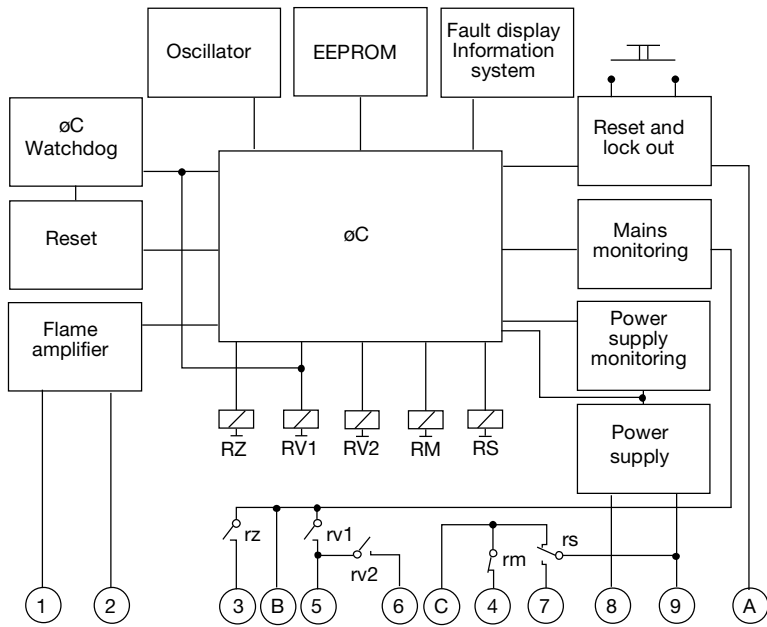 Oscillator
EEPROM
Fault display
Information
system
øC
Watchdog
Reset and
lock out
Reset
øC
Mains
monitoring
Flame
amplifier
Power
supply
monitoring
RZ
RV1
RV2
RM
RS
Power
supply
rz
rv1
rv2
rm
rs
1
2
3
B
5
6
C
4
7
8
9
A